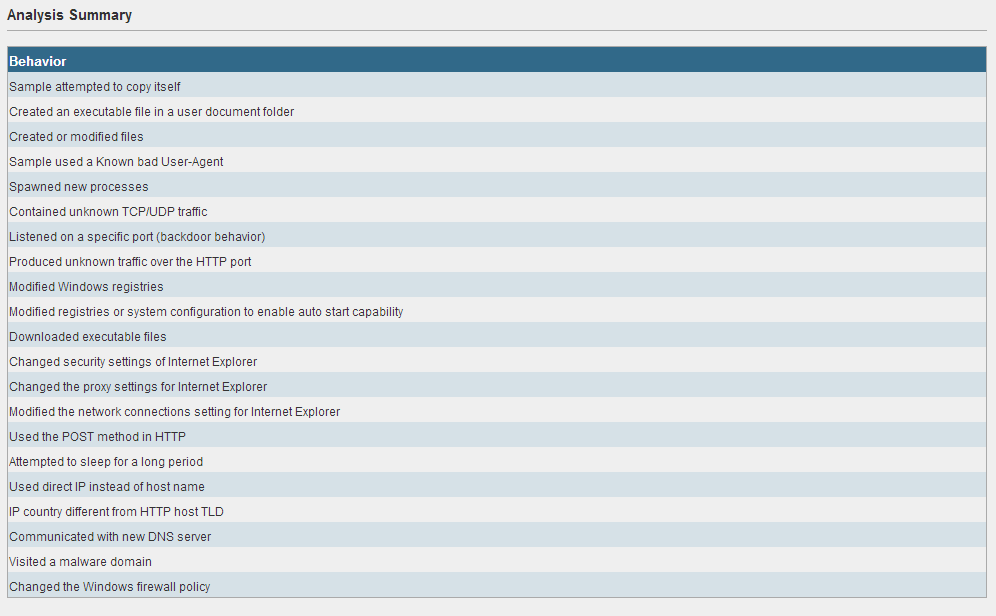 Analysis Summary
Behavior
Sample attempted to copy itself
Created an executable file in a user document folder
Created or modified files
Sample used a Known bad User-Agent
Spawned new processes
Contained unknown TCP/UDP traffic
Listened on a specific port (backdoor behavior)
Produced unknown traffic over the HTTP port
Modified Windows registries
Modified registries or system configuration to enable auto start capability
Downloaded executable files
Changed security settings of Internet Explorer
Changed the proxy settings for Internet Explorer
Modified the network connections setting for Internet Explorer
Used the POST method in HTTP
Attempted to sleep for a long period
Used direct IP instead of host name
IP country different from HTTP host TLD
Communicated with new DNS server
Visited a malware domain
Changed the Windows firewall policy